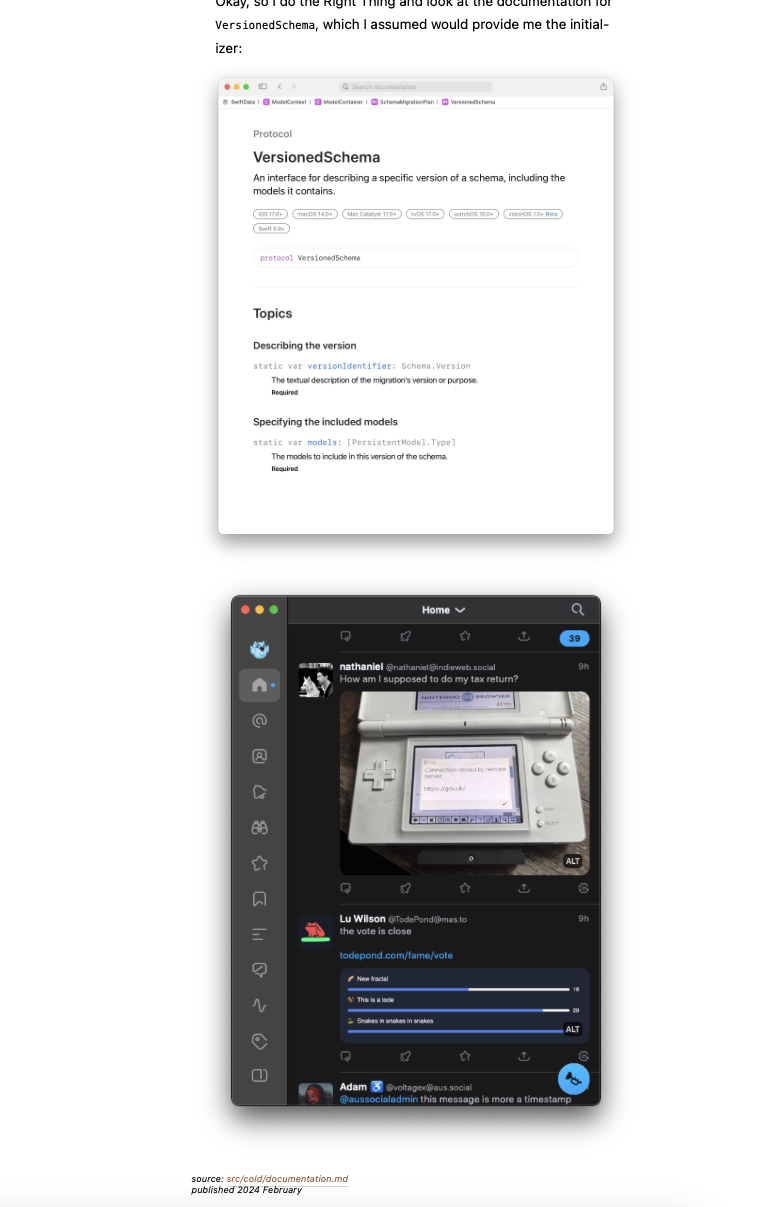 Okay, so I do the Right Thing and look at the documentation for
VersionedSchema, which I assumed would provide me the initial-
izer:
Search documentation
SwiftData
ModelContext
ModelContainer
SchemaMigrationPlan
VersionedSchema
Protocol
VersionedSchema
An interface for describing a specific version of a schema, including the
models it contains.
iOS 17.0+ macOS 14.0+ Mac Catalyst 17.0+ tvOS 17.0+ watchOS 10.0+ visionOS 1.0+ Beta
Swift 5.9+
protocol VersionedSchema
Topics
Describing the version
static var versionIdentifier: Schema.Version
The textual description of the migration's version or purpose.
Required
Specifying the included models
static var models: [PersistentModel.Type]
The models to include in this version of the schema.
Required
Home
39
nathaniel @nathaniel@indieweb.social 9h
How am I supposed to do my tax return?
NINTENDO DS BROWSER
Error
Connection closed by remote
server.
https://gov.uk/
START
SELECT
ALT
Lu Wilson @TodePond@mas.to 9h
the vote is close
todepond.com/fame/vote
New fractal
18
This is a tode
29
Snakes in snakes in snakes
ALT
Adam @voltagex@aus.social
@aussocialadmin this message is more a timestamp
source: src/cold/documentation.md
published 2024 February